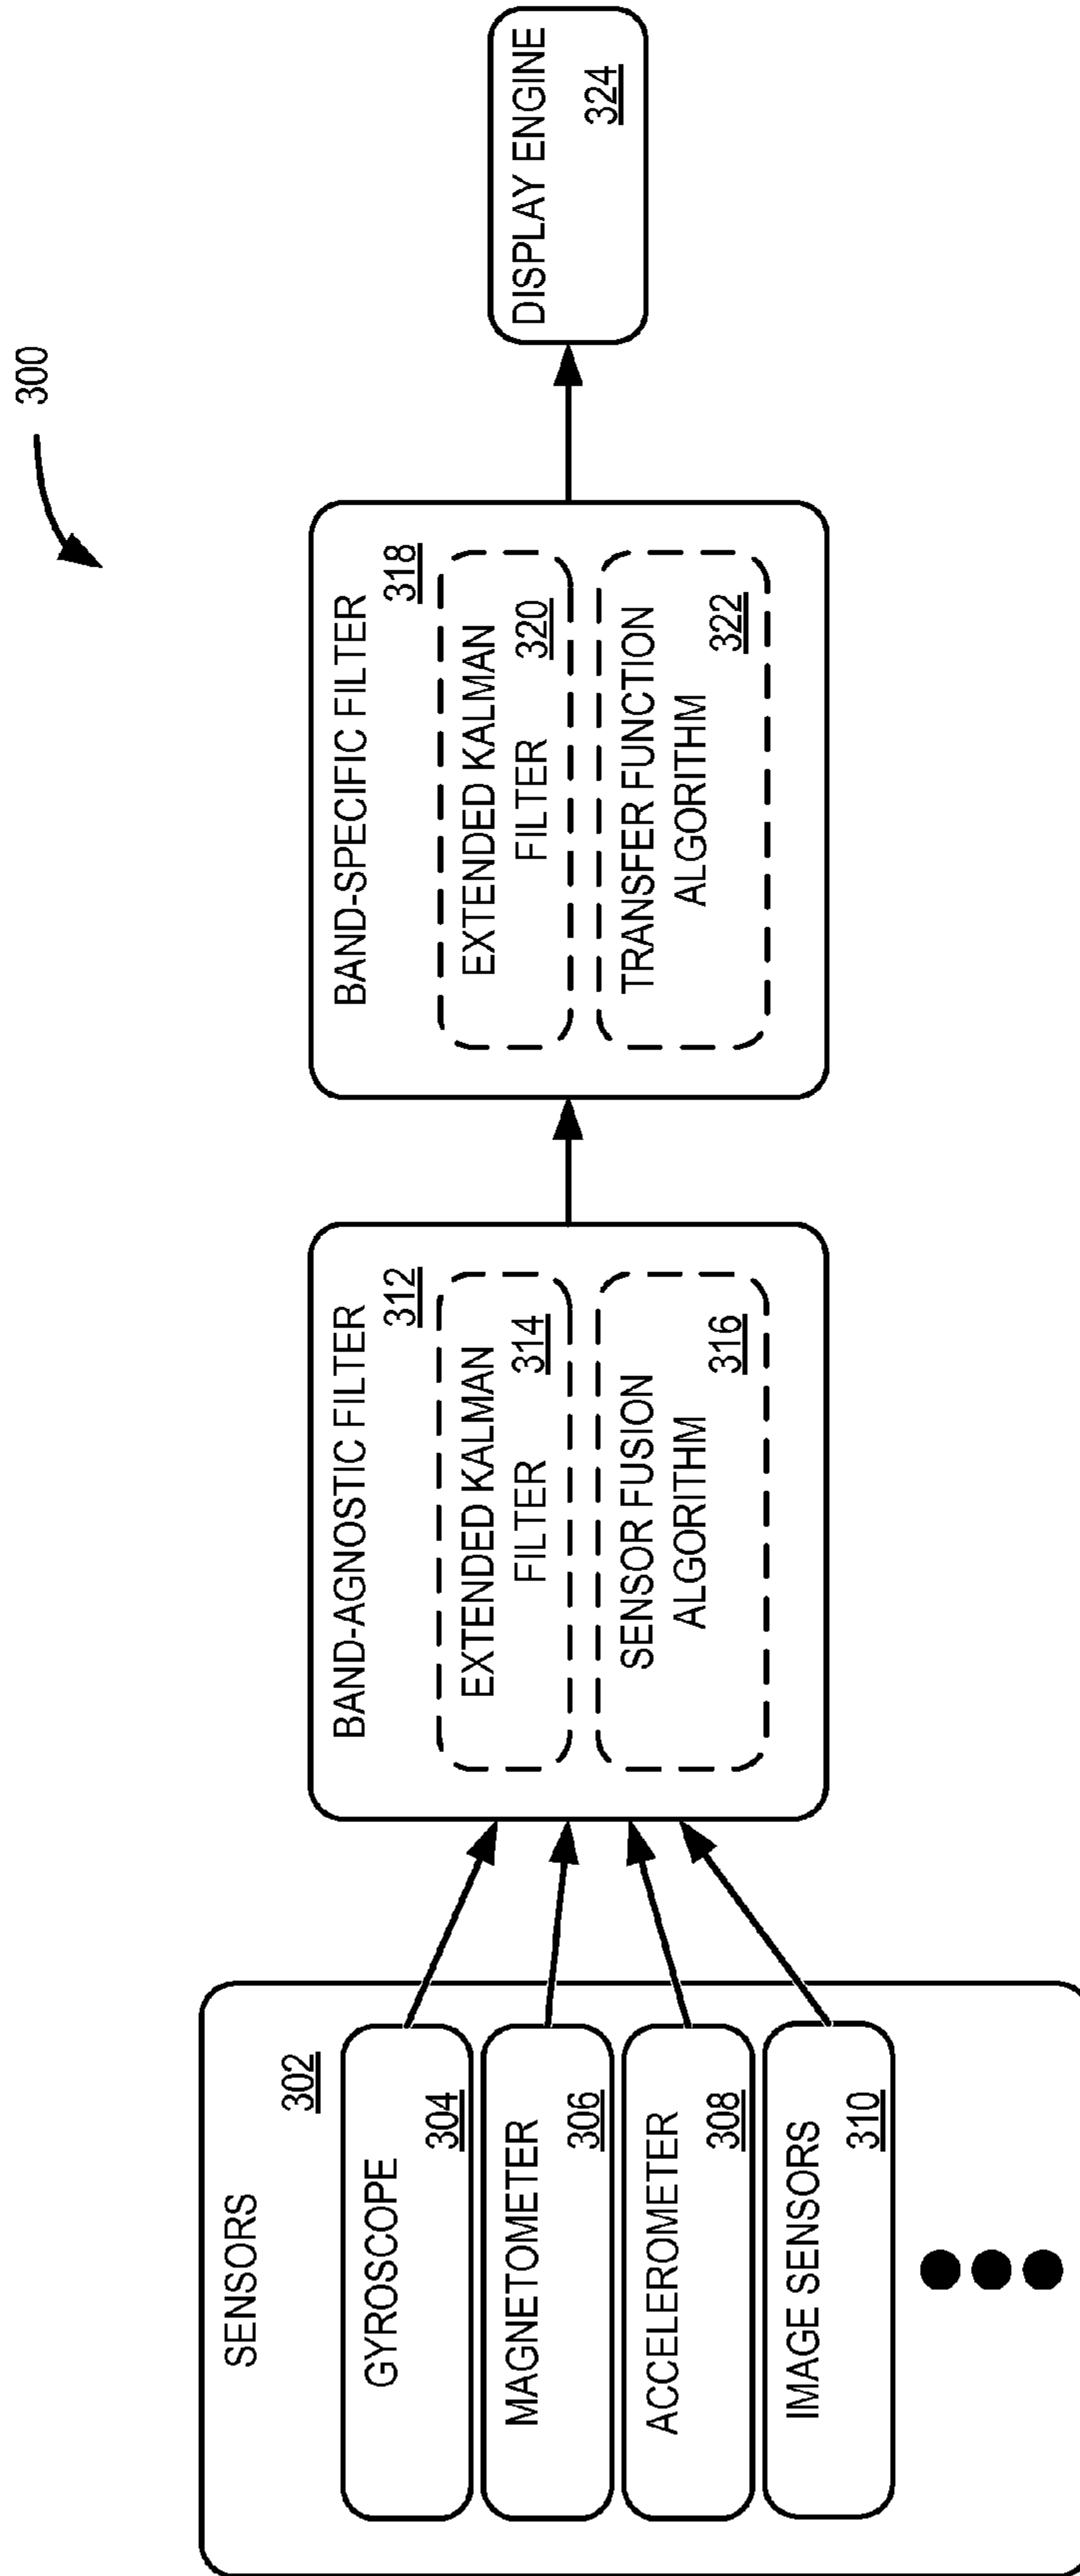 300
SENSORS
302
GYROSCOPE
304
MAGNETOMETER
306
ACCELEROMETER
308
IMAGE SENSORS
310
BAND-AGNOSTIC FILTER
312
EXTENDED KALMAN
FILTER
314
SENSOR FUSION
ALGORITHM
316
BAND-SPECIFIC FILTER
318
EXTENDED KALMAN
FILTER
320
TRANSFER FUNCTION
ALGORITHM
322
DISPLAY ENGINE
324